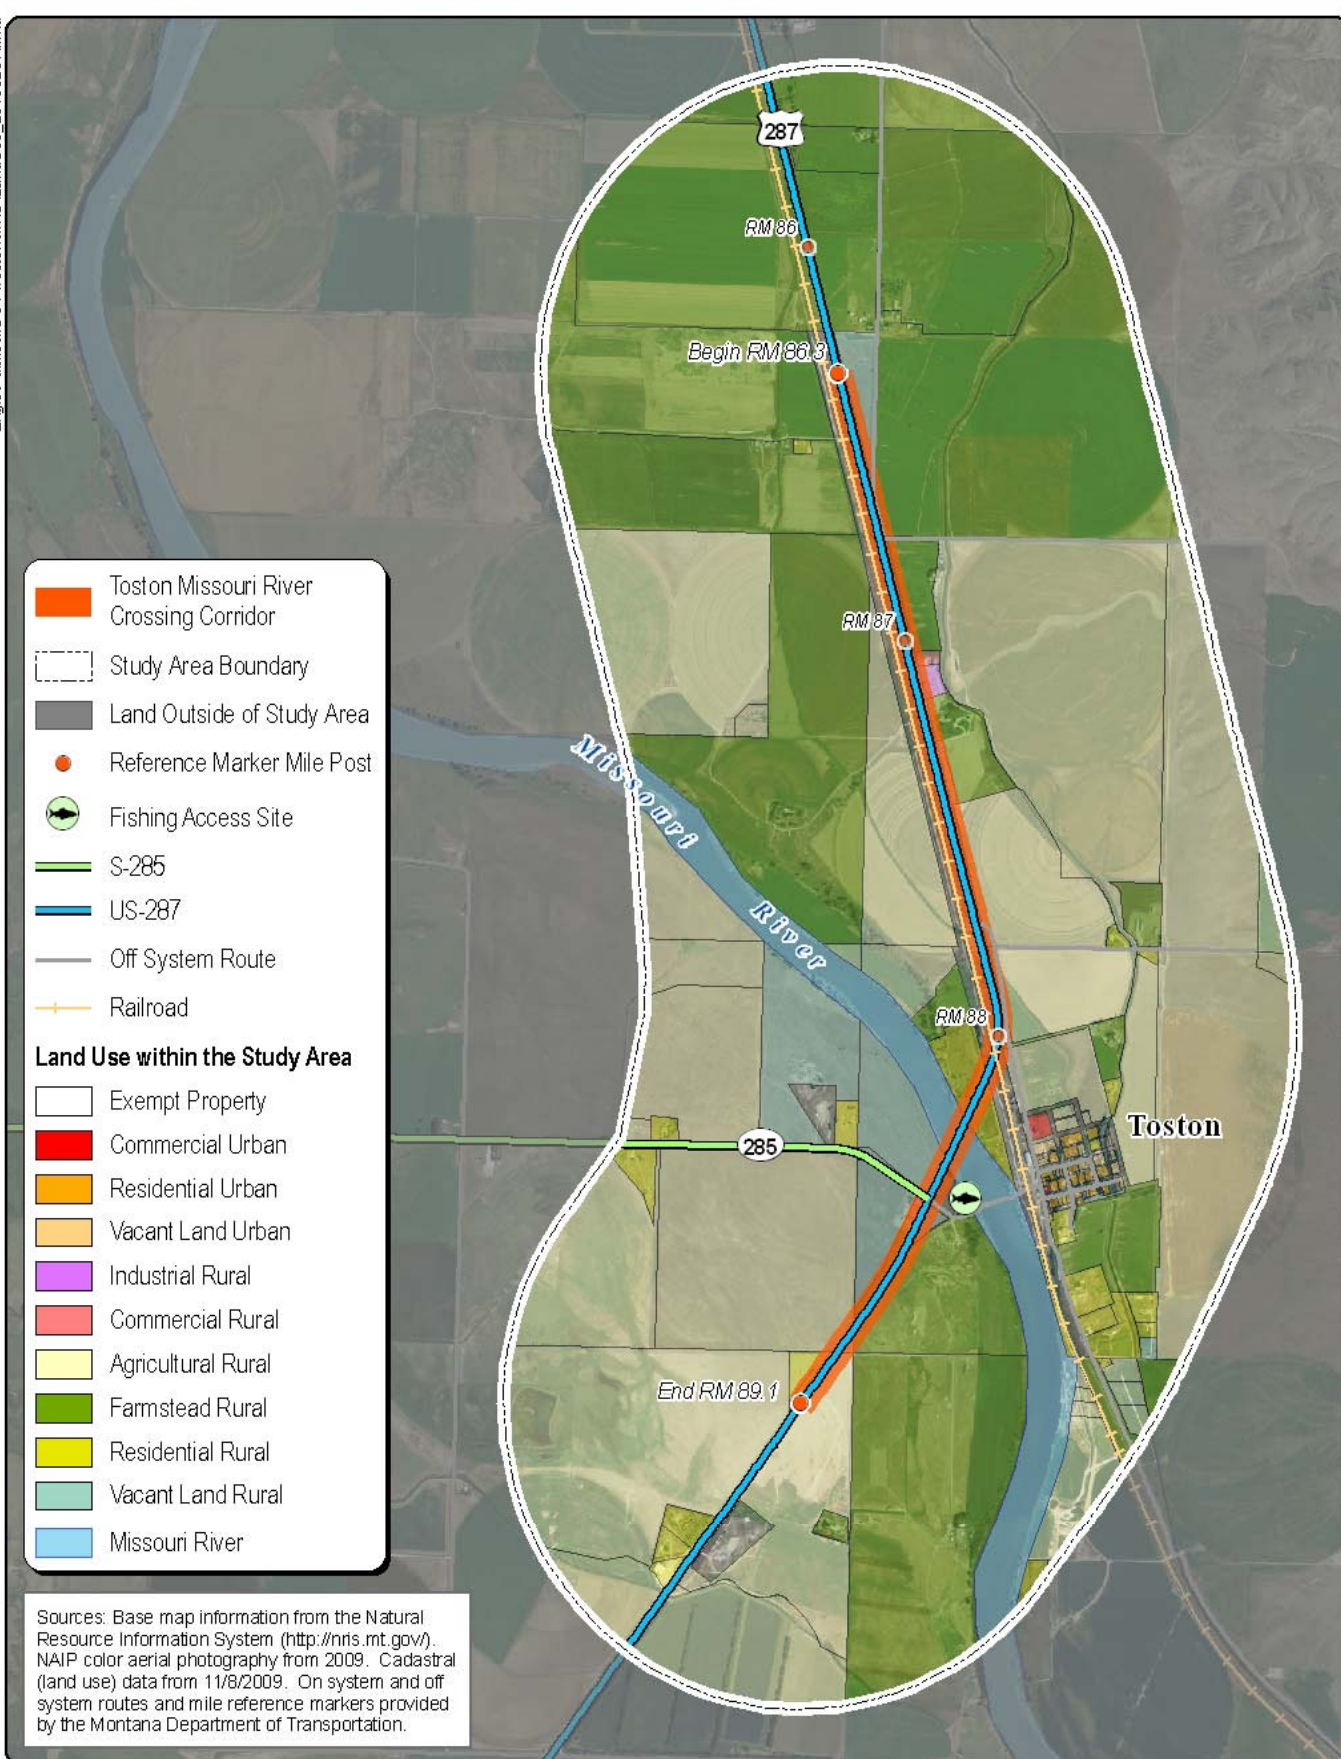 287
RM 86
Begin RM 86.3
RM 87
Missouri
River
RM 88
Toston
285
End RM 89.1
Toston Missouri River
Crossing Corridor
Study Area Boundary
Land Outside of Study Area
Reference Marker Mile Post
Fishing Access Site
S-285
US-287
Off System Route
Railroad
Land Use within the Study Area
Exempt Property
Commercial Urban
Residential Urban
Vacant Land Urban
Industrial Rural
Commercial Rural
Agricultural Rural
Farmstead Rural
Residential Rural
Vacant Land Rural
Missouri River
Sources: Base map information from the Natural
Resource Information System (http://nris.mt.gov/).
NAIP color aerial photography from 2009. Cadastral
(land use) data from 11/8/2009. On system and off
system routes and mile reference markers provided
by the Montana Department of Transportation.